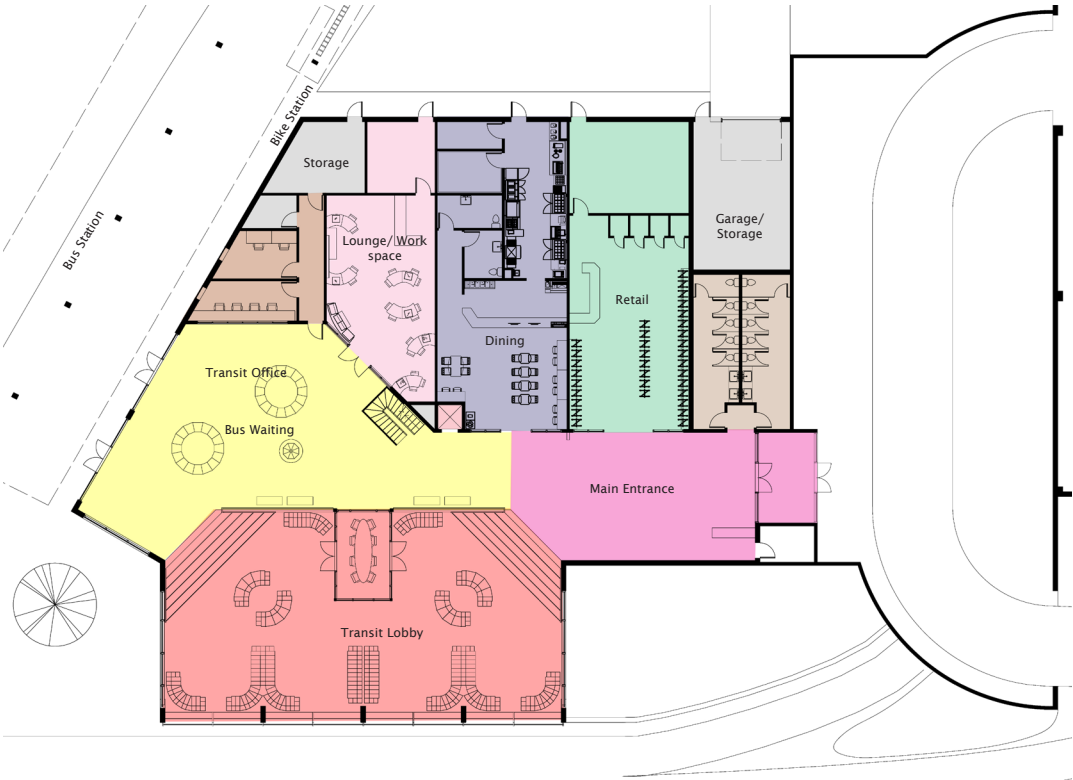 Bike Station
Storage
Bus Station
Garage/
Storage
Lounge/ Work
space
Retail
Dining
Transit Office
Bus Waiting
Main Entrance
Transit Lobby